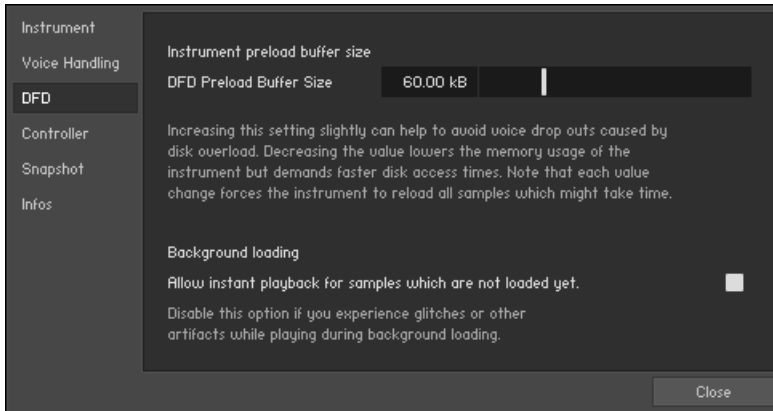 Instrument
Voice Handling
DFD
Controller
Snapshot
Infos
Instrument preload buffer size
DFD Preload Buffer Size 60.00 kB
Increasing this setting slightly can help to avoid voice drop outs caused by
disk overload. Decreasing the value lowers the memory usage of the
instrument but demands faster disk access times. Note that each value
change forces the instrument to reload all samples which might take time.
Background loading
Allow instant playback for samples which are not loaded yet.
Disable this option if you experience glitches or other
artifacts while playing during background loading.
Close